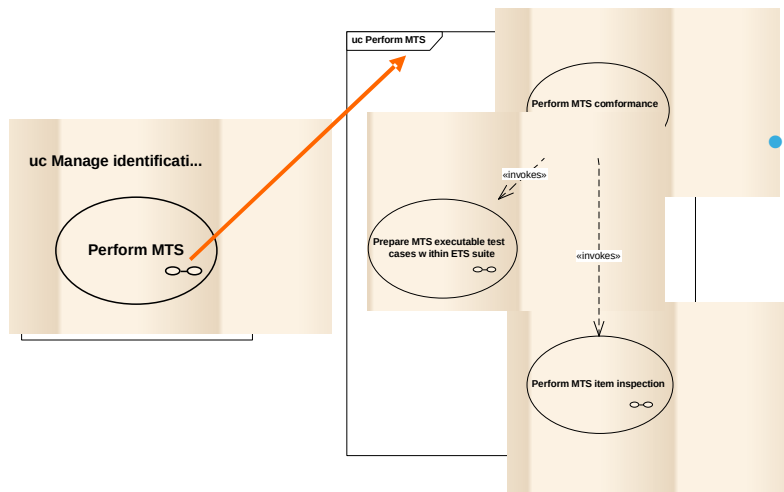 uc Perform MTS
Perform MTS comformance
uc Manage identificati...
«invokes»
Perform MTS
Prepare MTS executable test
cases w ithin ETS suite
«invokes»
Perform MTS item inspection